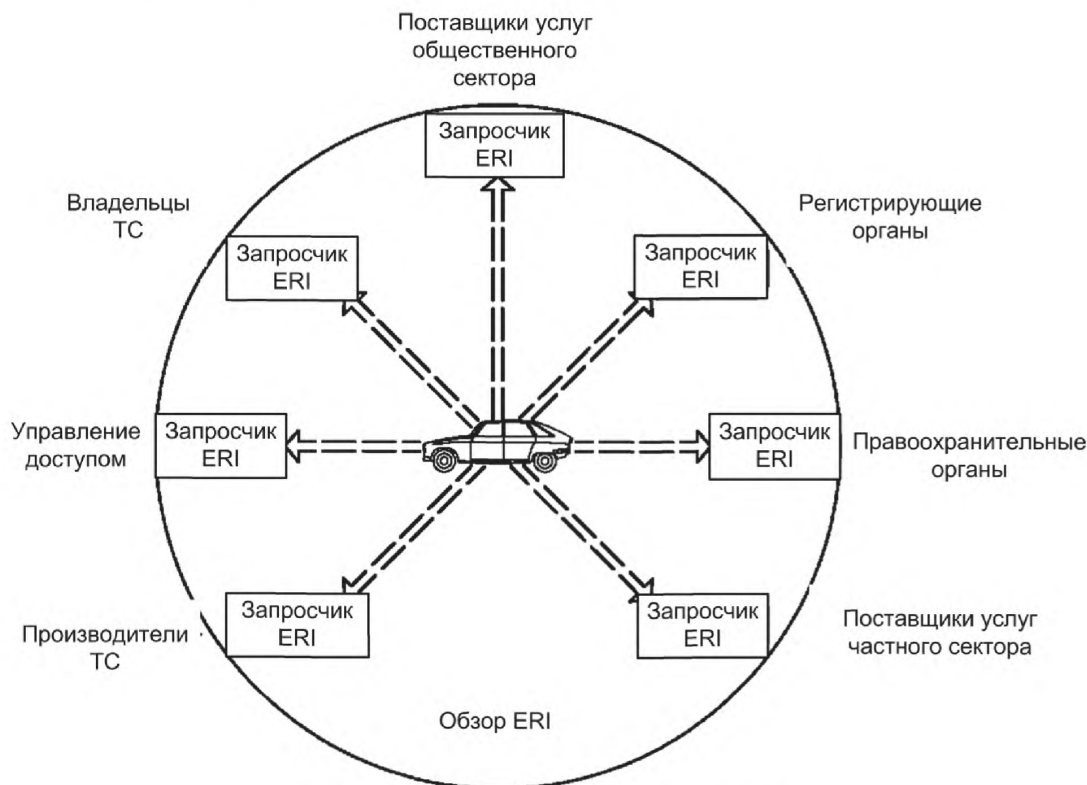 Поставщики услуг
общественного
сектора
Запросчик
ERI
Владельцы
ТС
Запросчик
ERI
Регистрирующие
органы
Запросчик
ERI
Управление
доступом
Запросчик
ERI
Правоохранительные
органы
Запросчик
ERI
Производители
ТС
Запросчик
ERI
Поставщики услуг
частного сектора
Запросчик
ERI
Обзор ERI